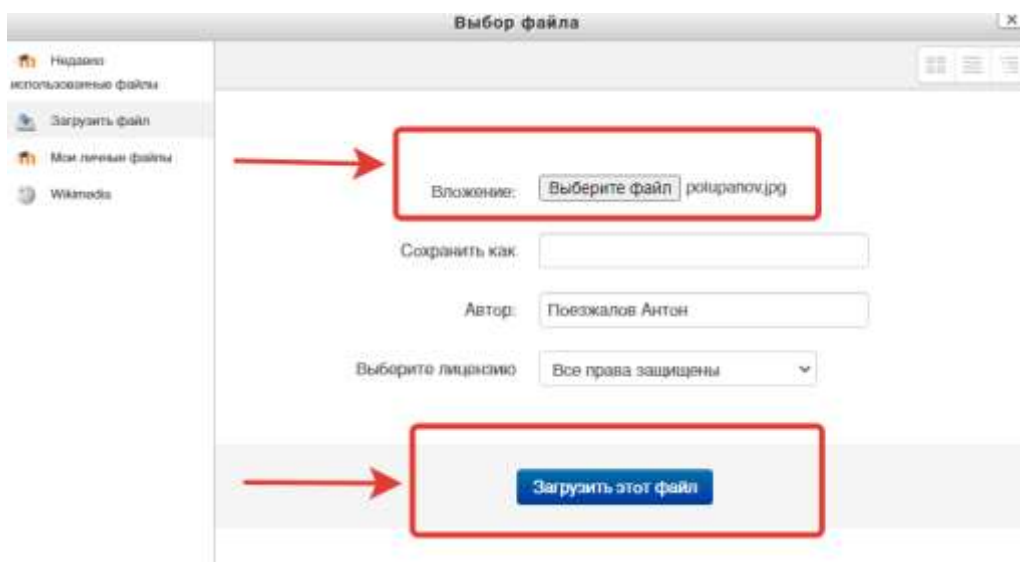 Выбор файла
Недавно
использованные файлы
Загрузить файл
Мои личные файлы
Wikimedia
Вложение:
Выберите файл polupanov.jpg
Сохранить как
Автор:
Поезжалов Антон
Выберите лицензию
Все права защищены
Загрузить этот файл